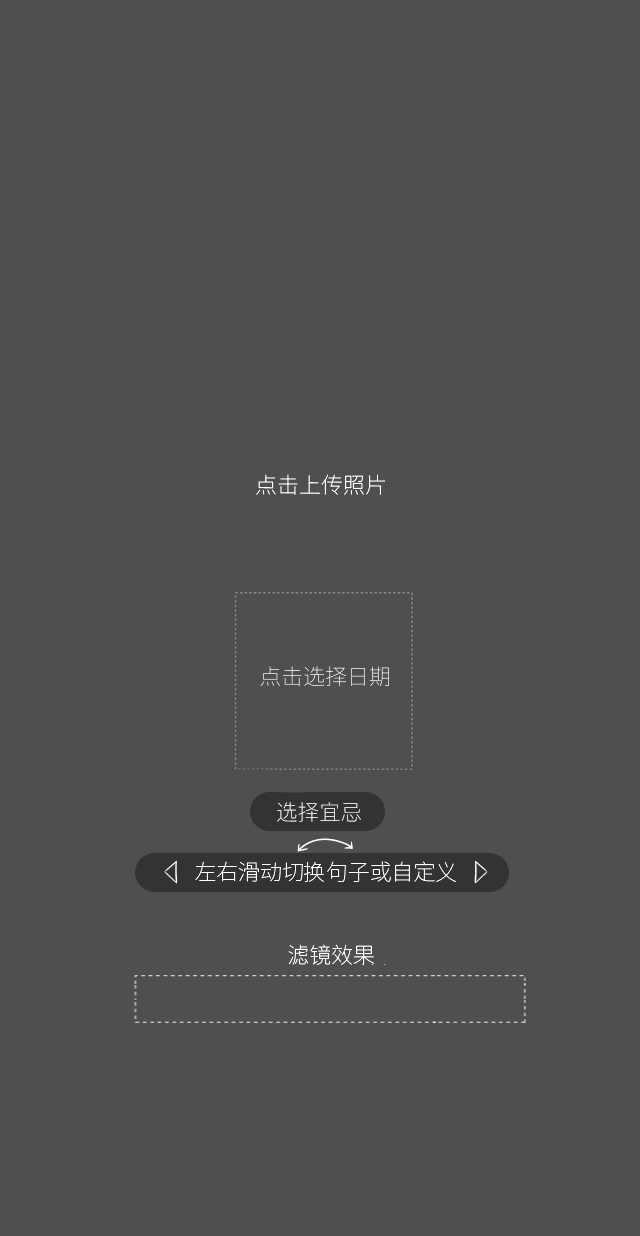 点击上传照片
点击选择日期
选择宜忌
左右滑动切换句子或自定义
滤镜效果